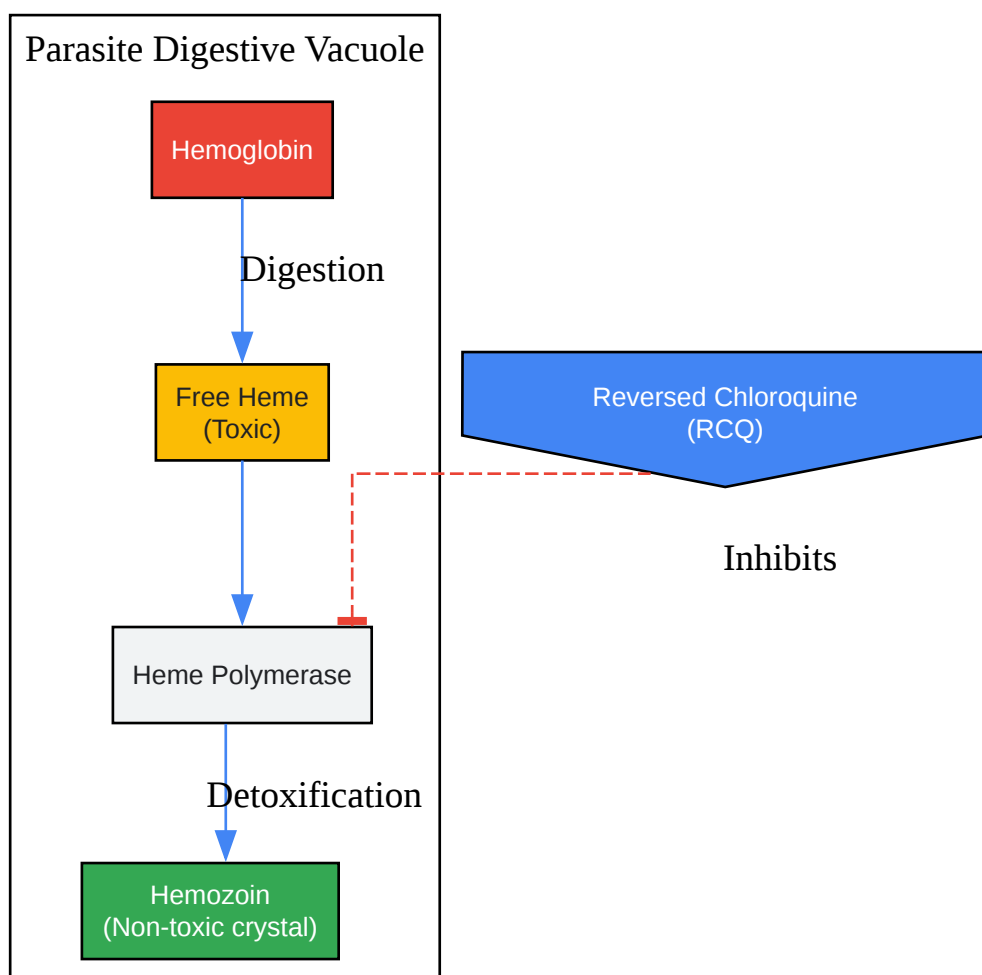 Parasite Digestive Vacuole
Hemoglobin
Digestion
Free Heme
(Toxic)
Reversed Chloroquine
(RCQ)
Inhibits
Heme Polymerase
Detoxification
Hemozoin
(Non-toxic crystal)